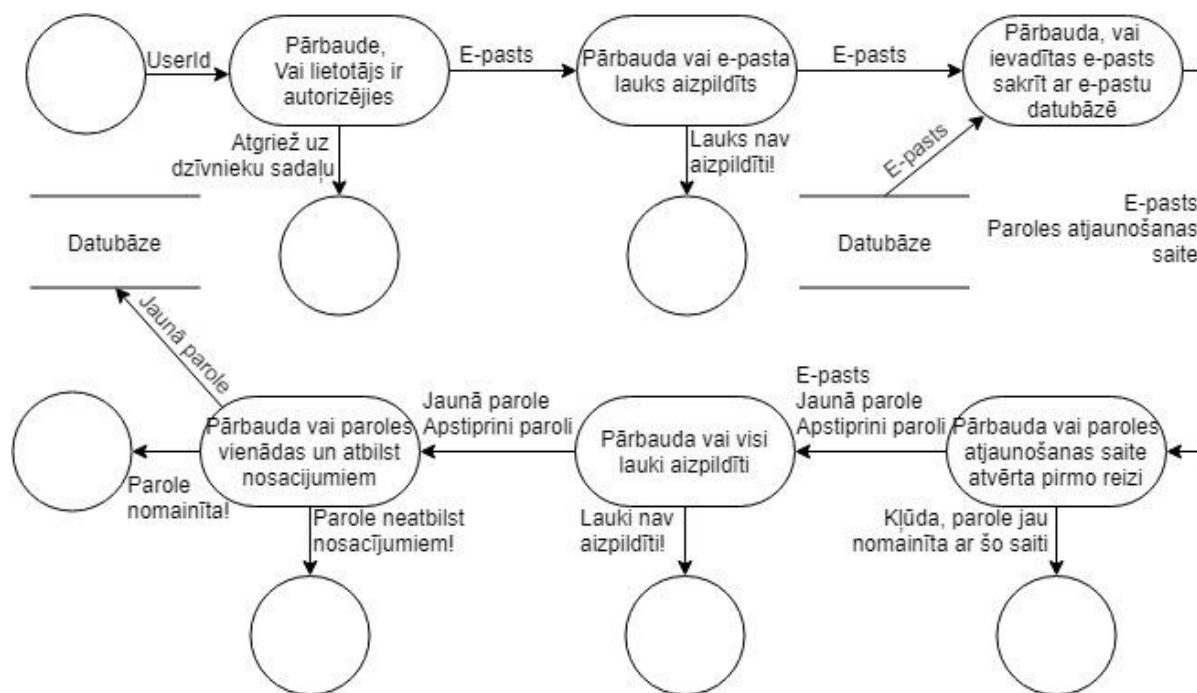 UserId
Pārbaude,
Vai lietotājs ir
autorizējies
E-pasts
Pārbauda vai e-pasta
lauks aizpildīts
E-pasts
Pārbauda, vai
ievadītas e-pasts
sakrīt ar e-pastu
datubāzē
Atgriež uz
dzīvnieku sadaļu
Lauks nav
aizpildīti!
E-pasts
Datubāze
Datubāze
E-pasts
Paroles atjaunošanas
saite
Jaunā parole
E-pasts
Jaunā parole
Apstiprini paroli
Pārbauda vai paroles
atjaunošanas saite
atvērta pirmo reizi
Pārbauda vai visi
lauki aizpildīti
Jaunā parole
Apstiprini paroli
Pārbauda vai paroles
vienādas un atbilst
nosacijumiem
Parole
nomainīta!
Parole neatbilst
nosacījumiem!
Lauki nav
aizpildīti!
Kļūda, parole jau
nomainīta ar šo saiti